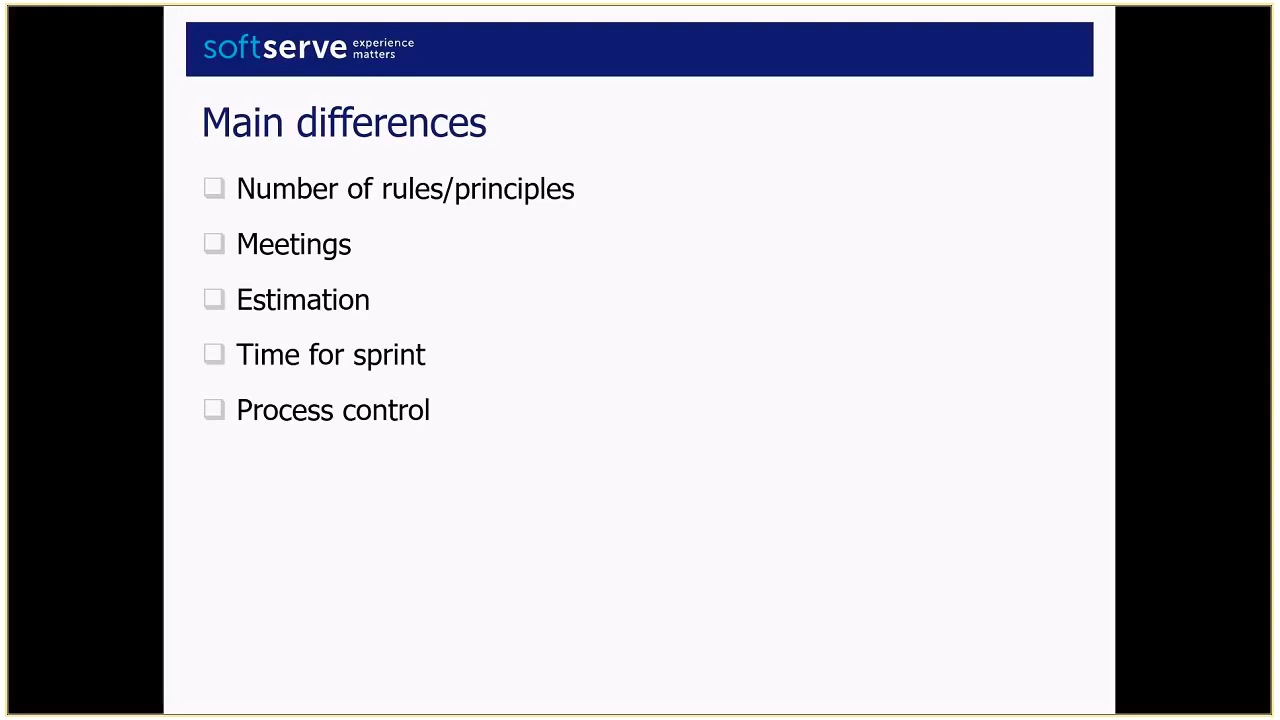 softserve experience matters
Main differences
Number of rules/principles
Meetings
Estimation
Time for sprint
Process control